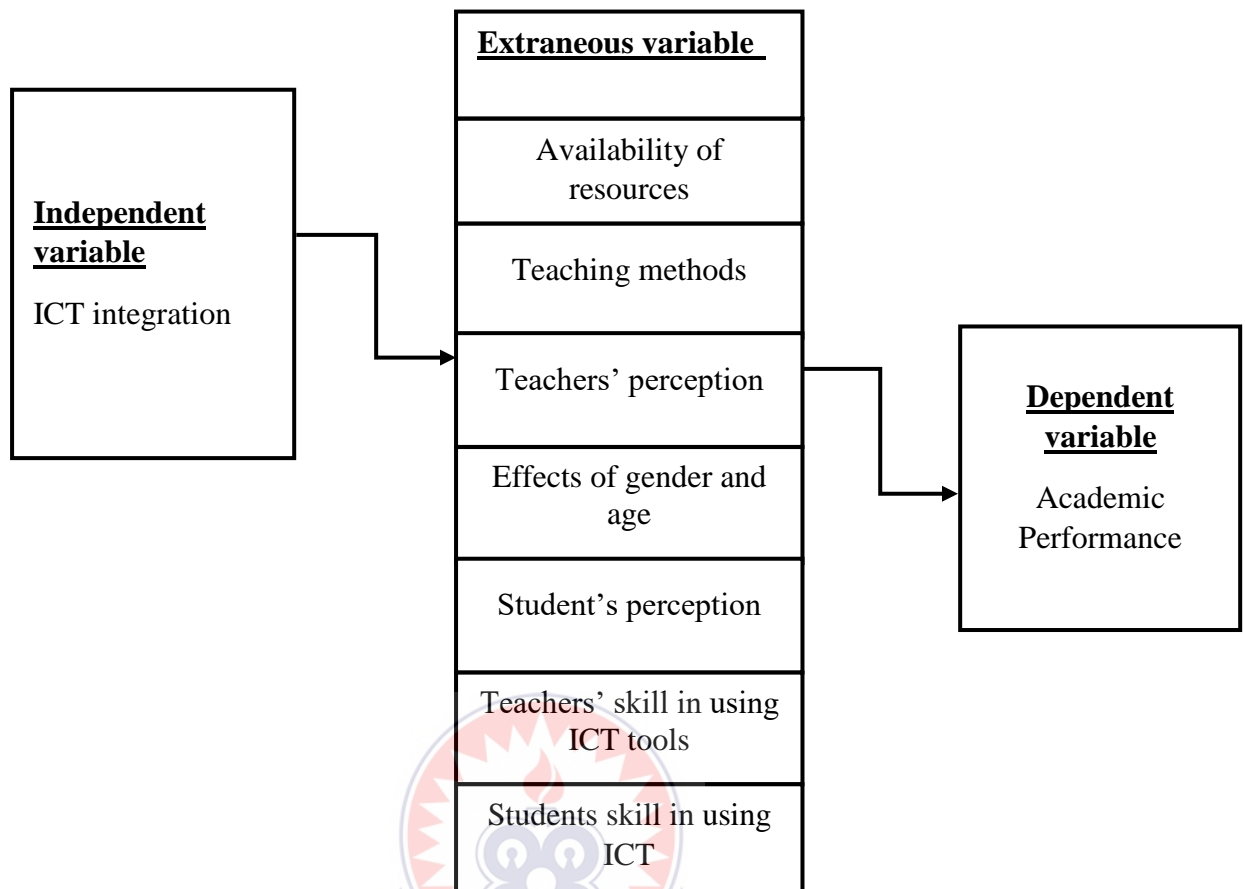 Extraneous variable
Availability of
resources
Teaching methods
Teachers’ perception
Effects of gender and
age
Student’s perception
Teachers’ skill in using
ICT tools
Students skill in using
ICT
Independent
variable
ICT integration
Dependent
variable
Academic
Performance